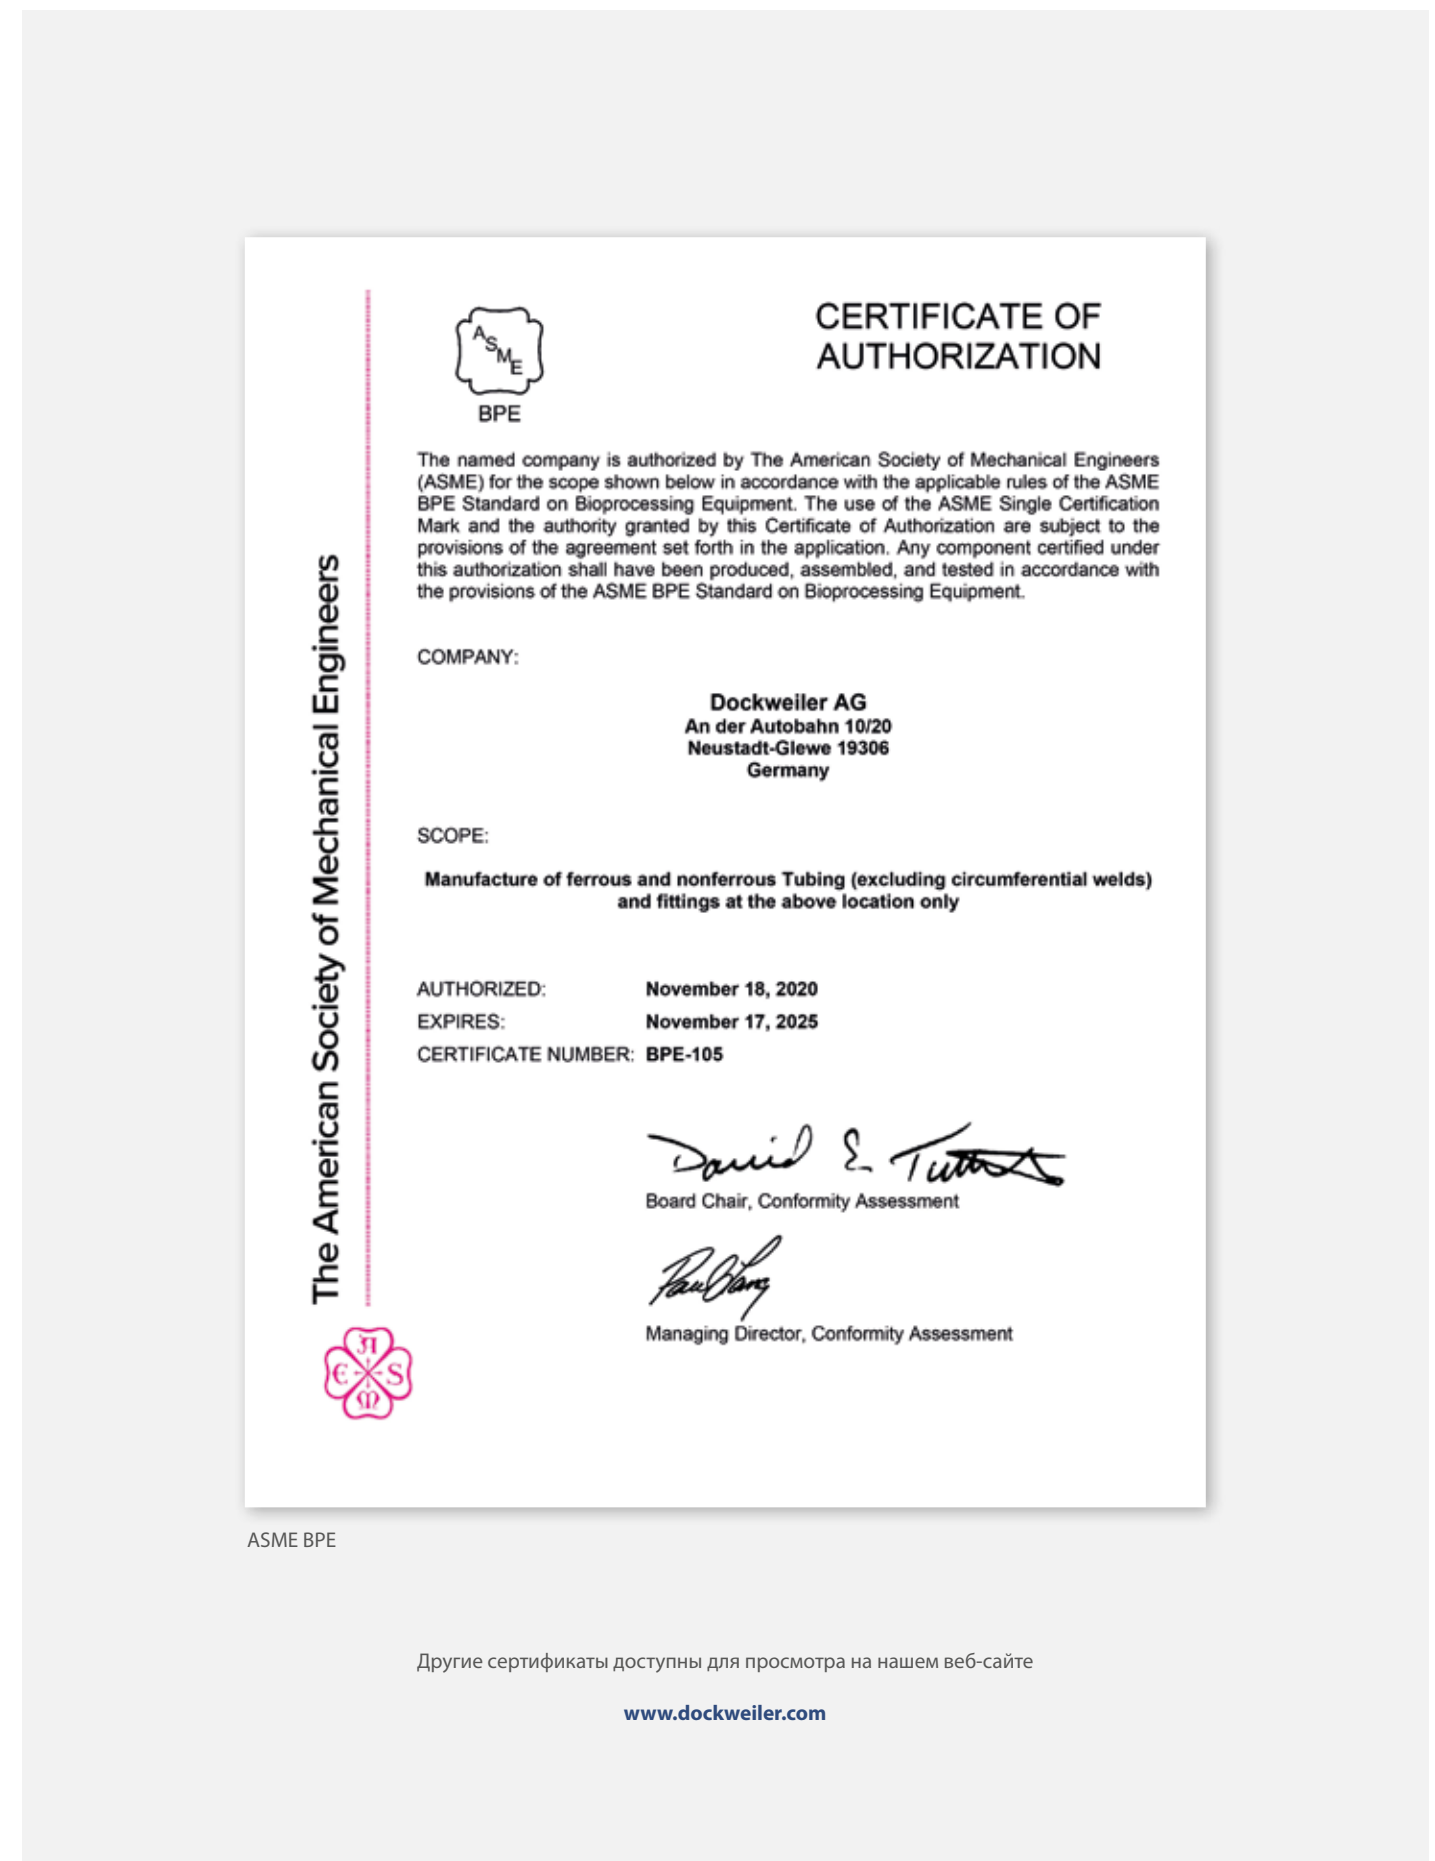 ASME
BPE
CERTIFICATE OF
AUTHORIZATION
The named company is authorized by The American Society of Mechanical Engineers
(ASME) for the scope shown below in accordance with the applicable rules of the ASME
BPE Standard on Bioprocessing Equipment. The use of the ASME Single Certification
Mark and the authority granted by this Certificate of Authorization are subject to the
provisions of the agreement set forth in the application. Any component certified under
this authorization shall have been produced, assembled, and tested in accordance with
the provisions of the ASME BPE Standard on Bioprocessing Equipment.
COMPANY:
Dockweiler AG
An der Autobahn 10/20
Neustadt-Glewe 19306
Germany
SCOPE:
Manufacture of ferrous and nonferrous Tubing (excluding circumferential welds)
and fittings at the above location only
AUTHORIZED: November 18, 2020
EXPIRES: November 17, 2025
CERTIFICATE NUMBER: BPE-105
David E
Board Chair, Conformity Assessment
Managing Director, Conformity Assessment
The American Society of Mechanical Engineers
A
E S
M
ASME BPE
Другие сертификаты доступны для просмотра на нашем веб-сайте
www.dockweiler.com